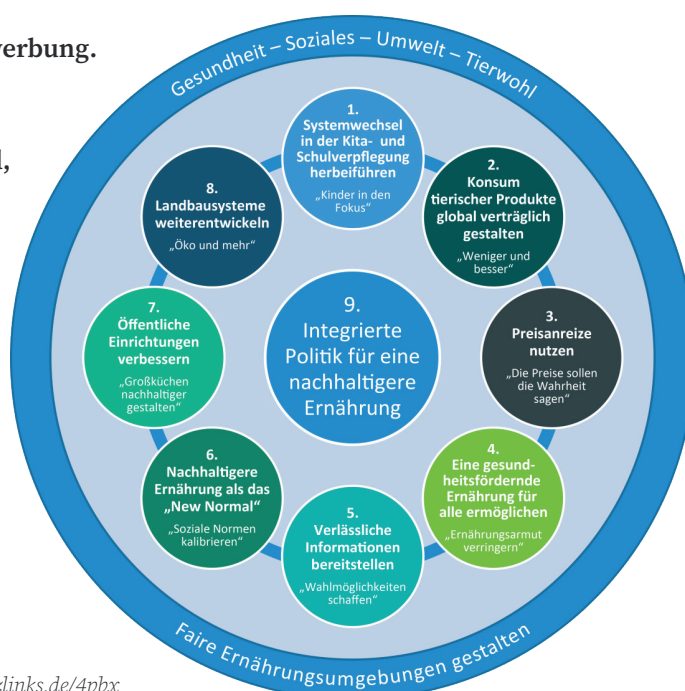 werbung.
Gesundheit – Soziales – Umwelt – Tierwohl
1.
Systemwechsel
in der Kita- und
Schulverpflegung
herbeiführen
„Kinder in den
Fokus“
2.
Konsum
tierischer Produkte
global verträglich
gestalten
„Weniger und
besser“
3.
Preisanreize
nutzen
„Die Preise sollen
die Wahrheit
sagen“
4.
Eine gesund-
heitsfördernde
Ernährung für
alle ermöglichen
„Ernährungsarmut
verringern“
5.
Verlässliche
Informationen
bereitstellen
„Wahlmöglichkeiten
schaffen“
6.
Nachhaltigere
Ernährung als das
„New Normal“
„Soziale Normen
kalibrieren“
7.
Öffentliche
Einrichtungen
verbessern
„Großküchen
nachhaltiger
gestalten“
8.
Landbausysteme
weiterentwickeln
„Öko und mehr“
9.
Integrierte
Politik für eine
nachhaltigere
Ernährung
Faire Ernährungsumgebungen gestalten
links.de/4pbx